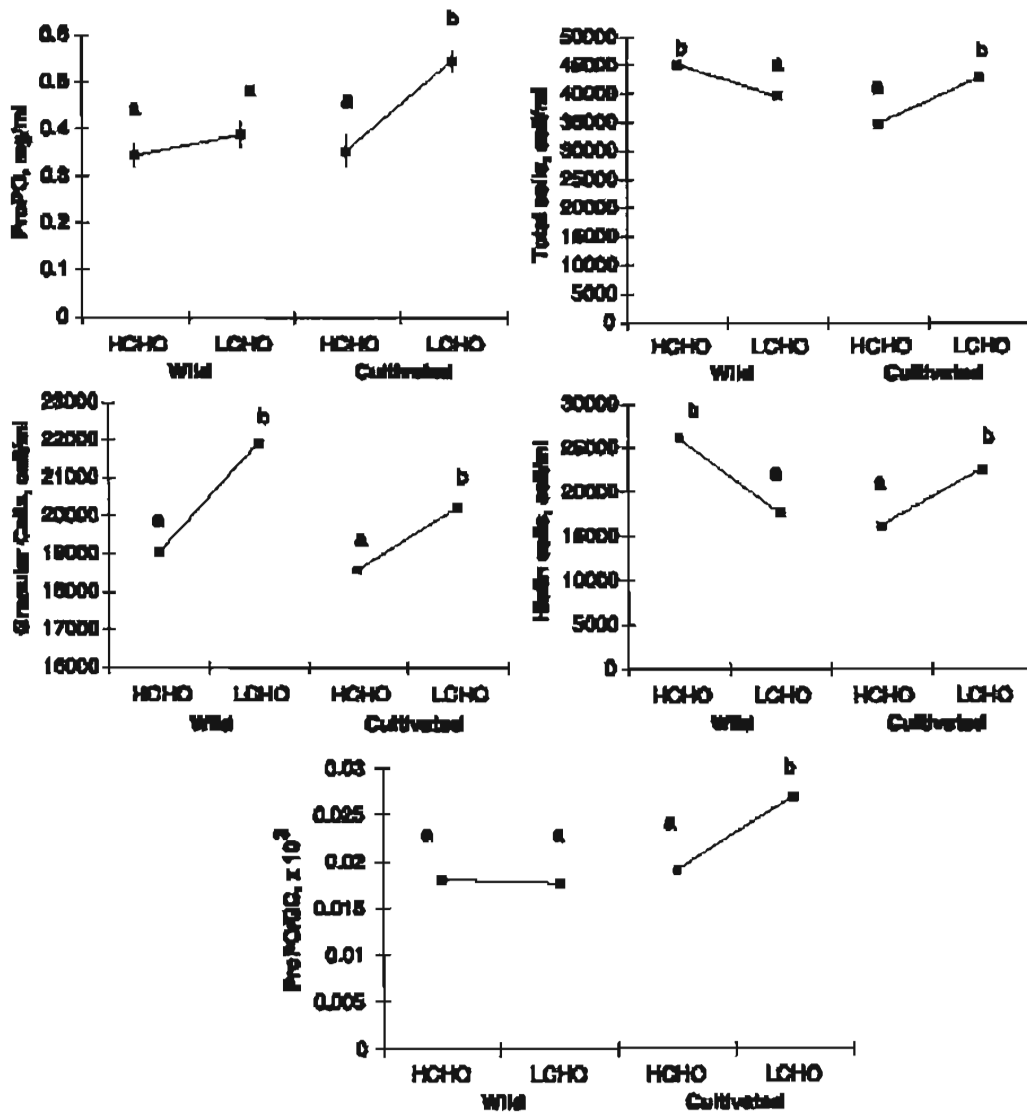 ProPO, mg/ml
0.6
0.5
0.4
0.3
0.2
0.1
0
a
a
a
b
HCHO LCHO HCHO LCHO
Wild Cultivated
Total cells, cell/ml
50000
45000
40000
35000
30000
25000
20000
15000
10000
5000
0
b
a
a
b
HCHO LCHO HCHO LCHO
Wild Cultivated
Granular Cells, cell/ml
23000
22000
21000
20000
19000
18000
17000
16000
a
b
a
b
HCHO LCHO HCHO LCHO
Wild Cultivated
Hialin cells, cell/ml
30000
25000
20000
15000
10000
5000
0
b
a
a
b
HCHO LCHO HCHO LCHO
Wild Cultivated
ProPO/GC, x 10³
0.03
0.025
0.02
0.015
0.01
0.005
0
a
a
a
b
HCHO LCHO HCHO LCHO
Wild Cultivated